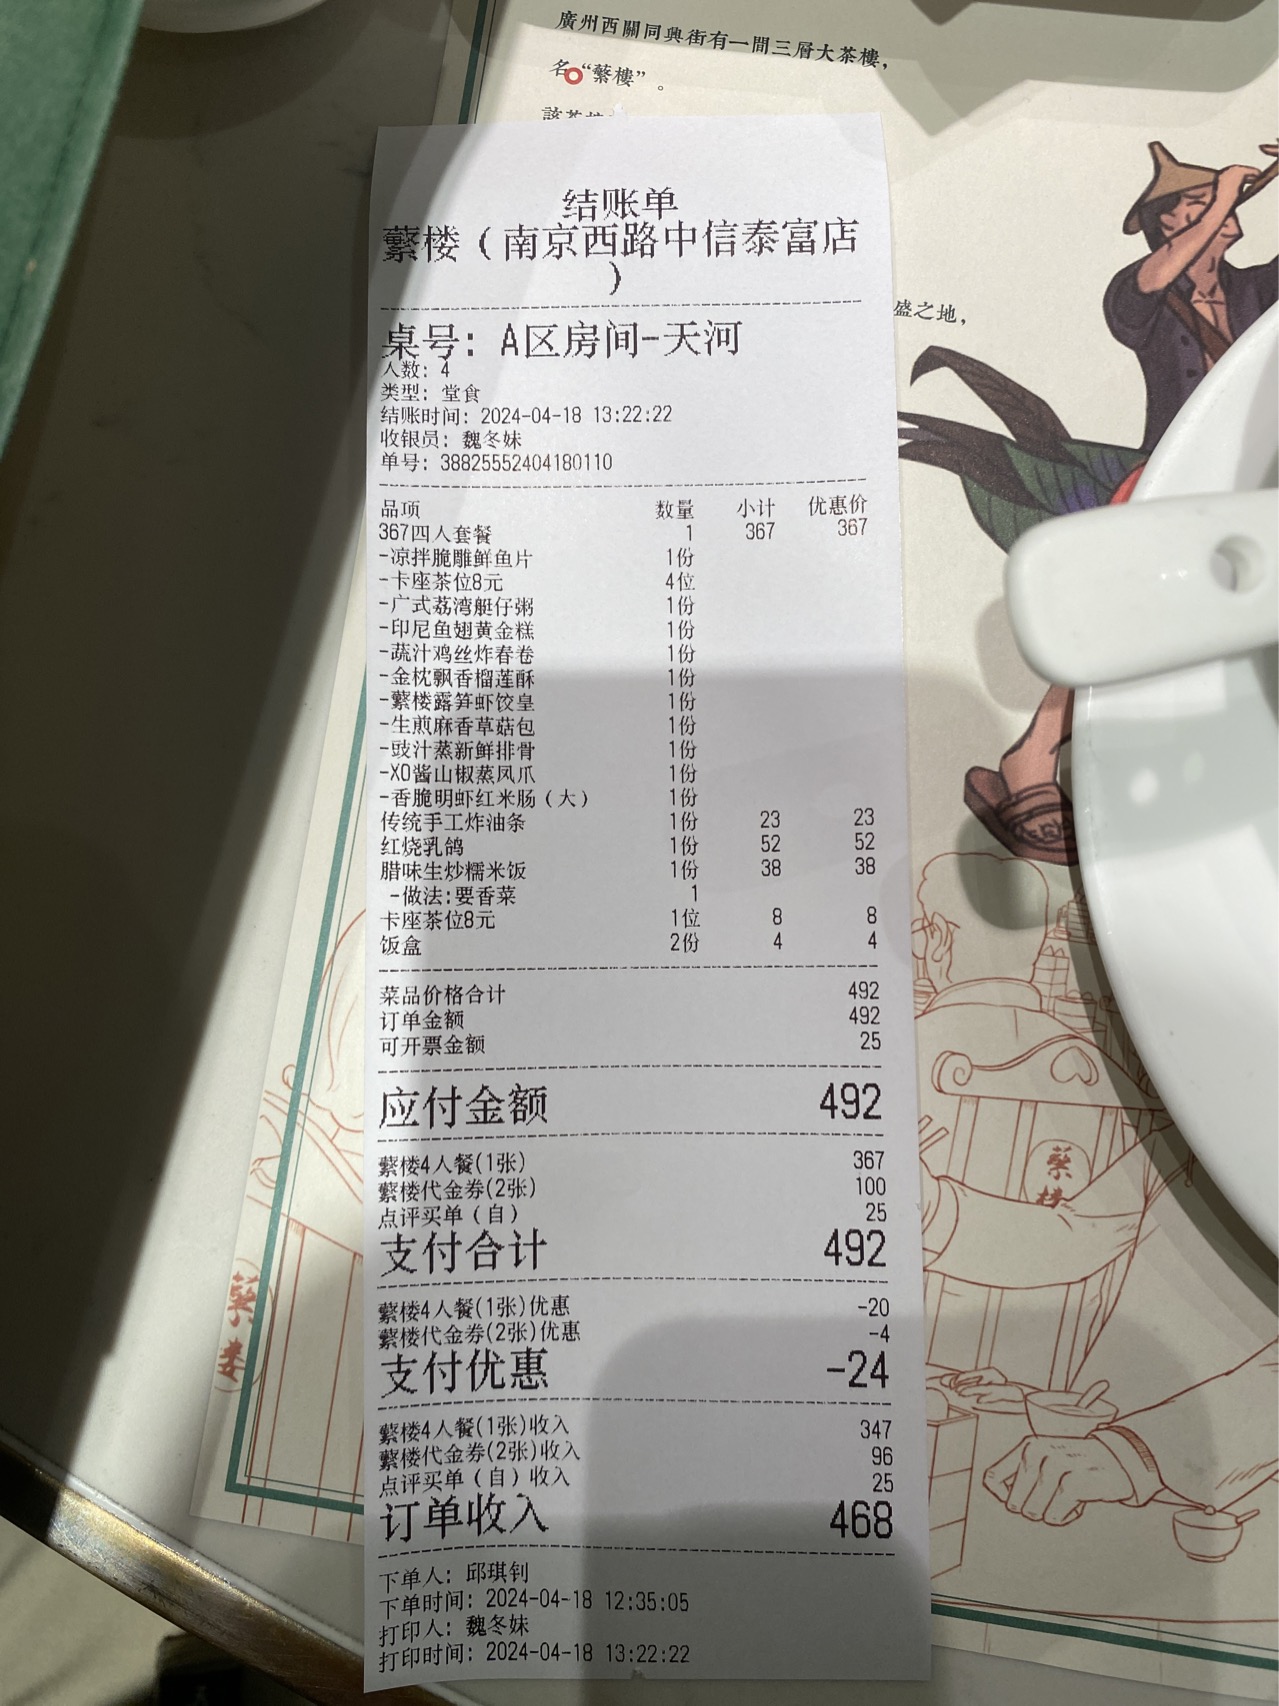 廣州西關同興街有一間三層大茶樓，
名“蘩樓”。
該茶樓
盛之地，
结账单
蘩楼（南京西路中信泰富店
）
桌号：A区房间-天河
人数：4
类型：堂食
结账时间：2024-04-18 13:22:22
收银员：魏冬妹
单号：38825552404180110
品项 数量 小计 优惠价
367四人套餐 1 367 367
-凉拌脆雕鲜鱼片 1份
-卡座茶位8元 4位
-广式荔湾艇仔粥 1份
-印尼鱼翅黄金糕 1份
-蔬汁鸡丝炸春卷 1份
-金枕飘香榴莲酥 1份
-蘩楼露笋虾饺皇 1份
-生煎麻香草菇包 1份
-豉汁蒸新鲜排骨 1份
-XO酱山椒蒸凤爪 1份
-香脆明虾红米肠（大） 1份
传统手工炸油条 1份 23 23
红烧乳鸽 1份 52 52
腊味生炒糯米饭 1份 38 38
-做法:要香菜 1
卡座茶位8元 1位 8 8
饭盒 2份 4 4
菜品价格合计 492
订单金额 492
可开票金额 25
应付金额 492
蘩楼4人餐(1张) 367
蘩楼代金券(2张) 100
点评买单（自） 25
支付合计 492
蘩楼4人餐(1张)优惠 -20
蘩楼代金券(2张)优惠 -4
支付优惠 -24
蘩楼4人餐(1张)收入 347
蘩楼代金券(2张)收入 96
点评买单（自）收入 25
订单收入 468
下单人：邱琪钊
下单时间：2024-04-18 12:35:05
打印人：魏冬妹
打印时间：2024-04-18 13:22:22
蘩楼
蘩楼